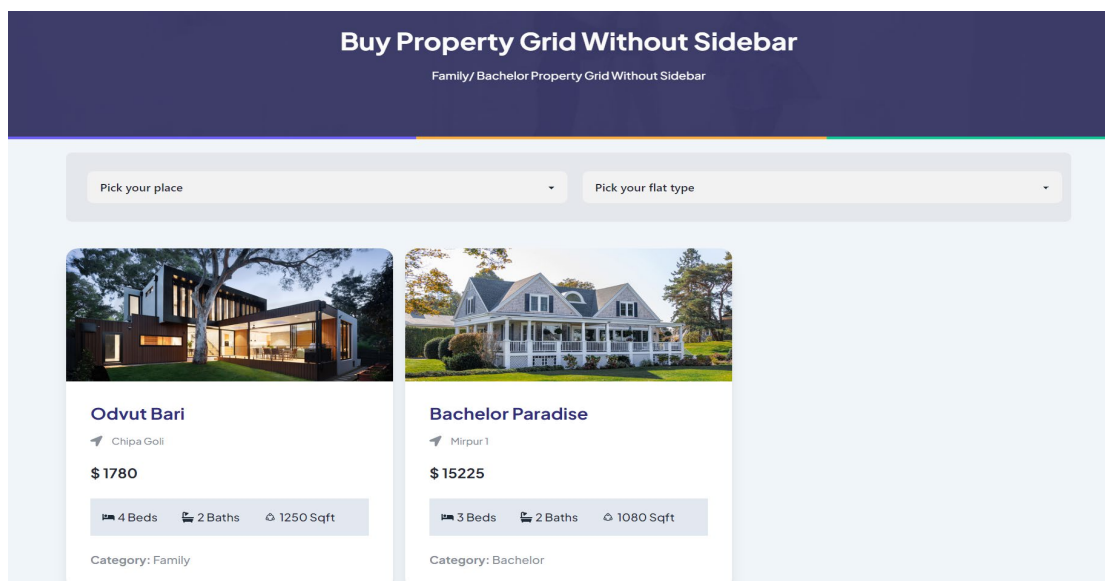 Buy Property Grid Without Sidebar
Family/ Bachelor Property Grid Without Sidebar
Pick your place
Pick your flat type
Odvut Bari
Chipa Goli
$ 1780
4 Beds 2 Baths 1250 Sqft
Category: Family
Bachelor Paradise
Mirpur 1
$ 15225
3 Beds 2 Baths 1080 Sqft
Category: Bachelor